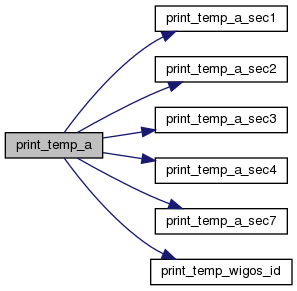 print_temp_a_sec1
print_temp_a_sec2
print_temp_a_sec3
print_temp_a
print_temp_a_sec4
print_temp_a_sec7
print_temp_wigos_id